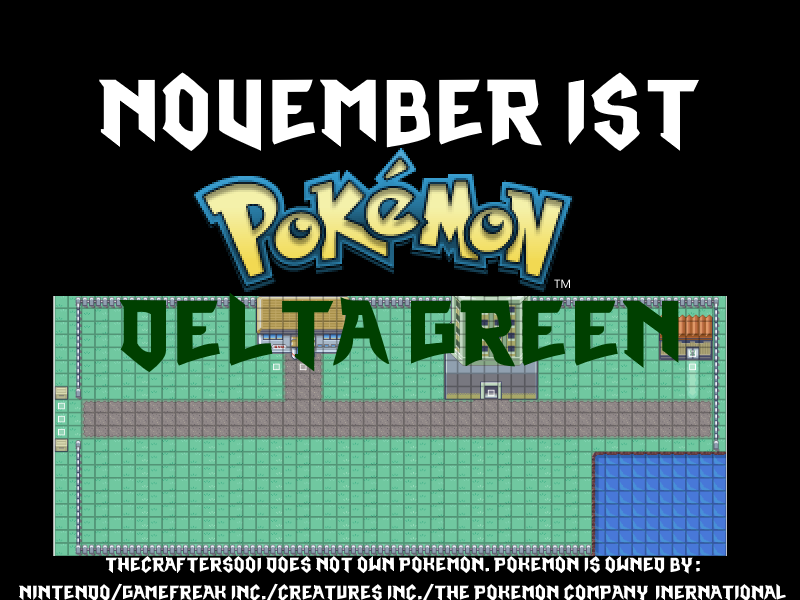 NOVEMBER 1ST
POKéMON
TM
DELTA GREEN
THECRAFTERS001 DOES NOT OWN POKEMON. POKEMON IS OWNED BY:
NINTENDO/GAMEFREAK INC./CREATURES INC./THE POKEMON COMPANY INERNATIONAL